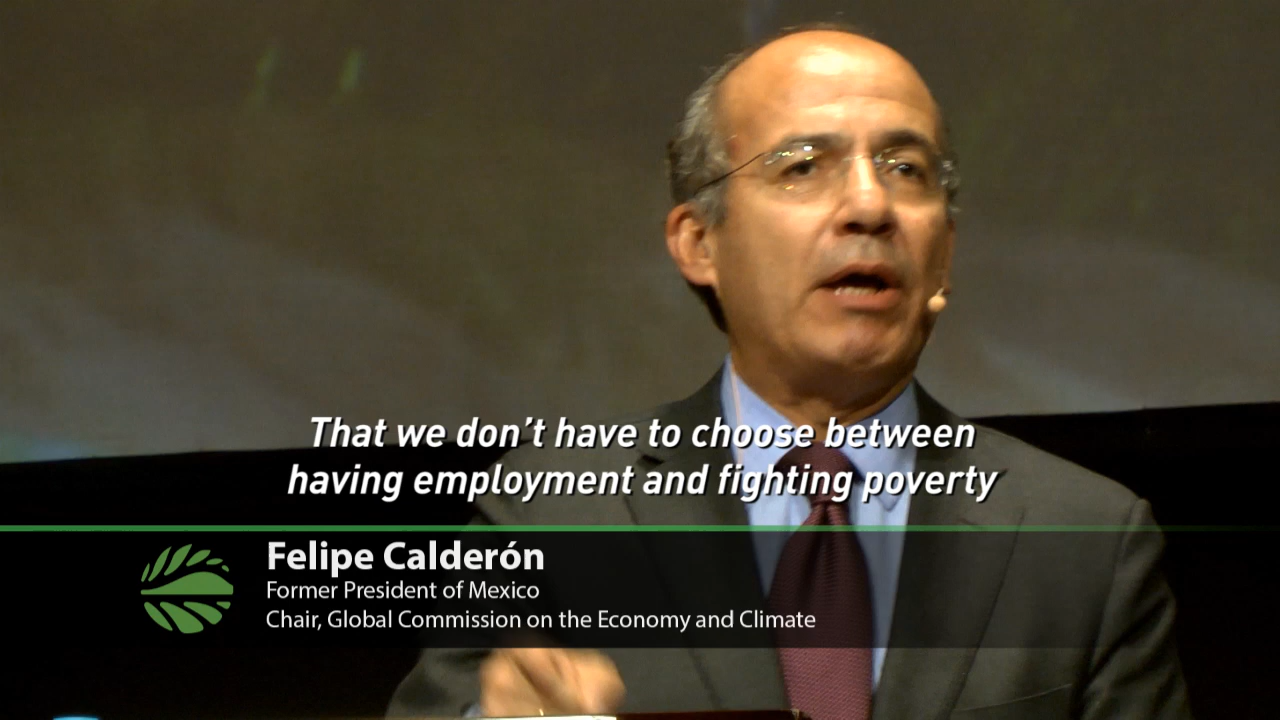 That we don't have to choose between
having employment and fighting poverty
Felipe Calderón
Former President of Mexico
Chair, Global Commission on the Economy and Climate